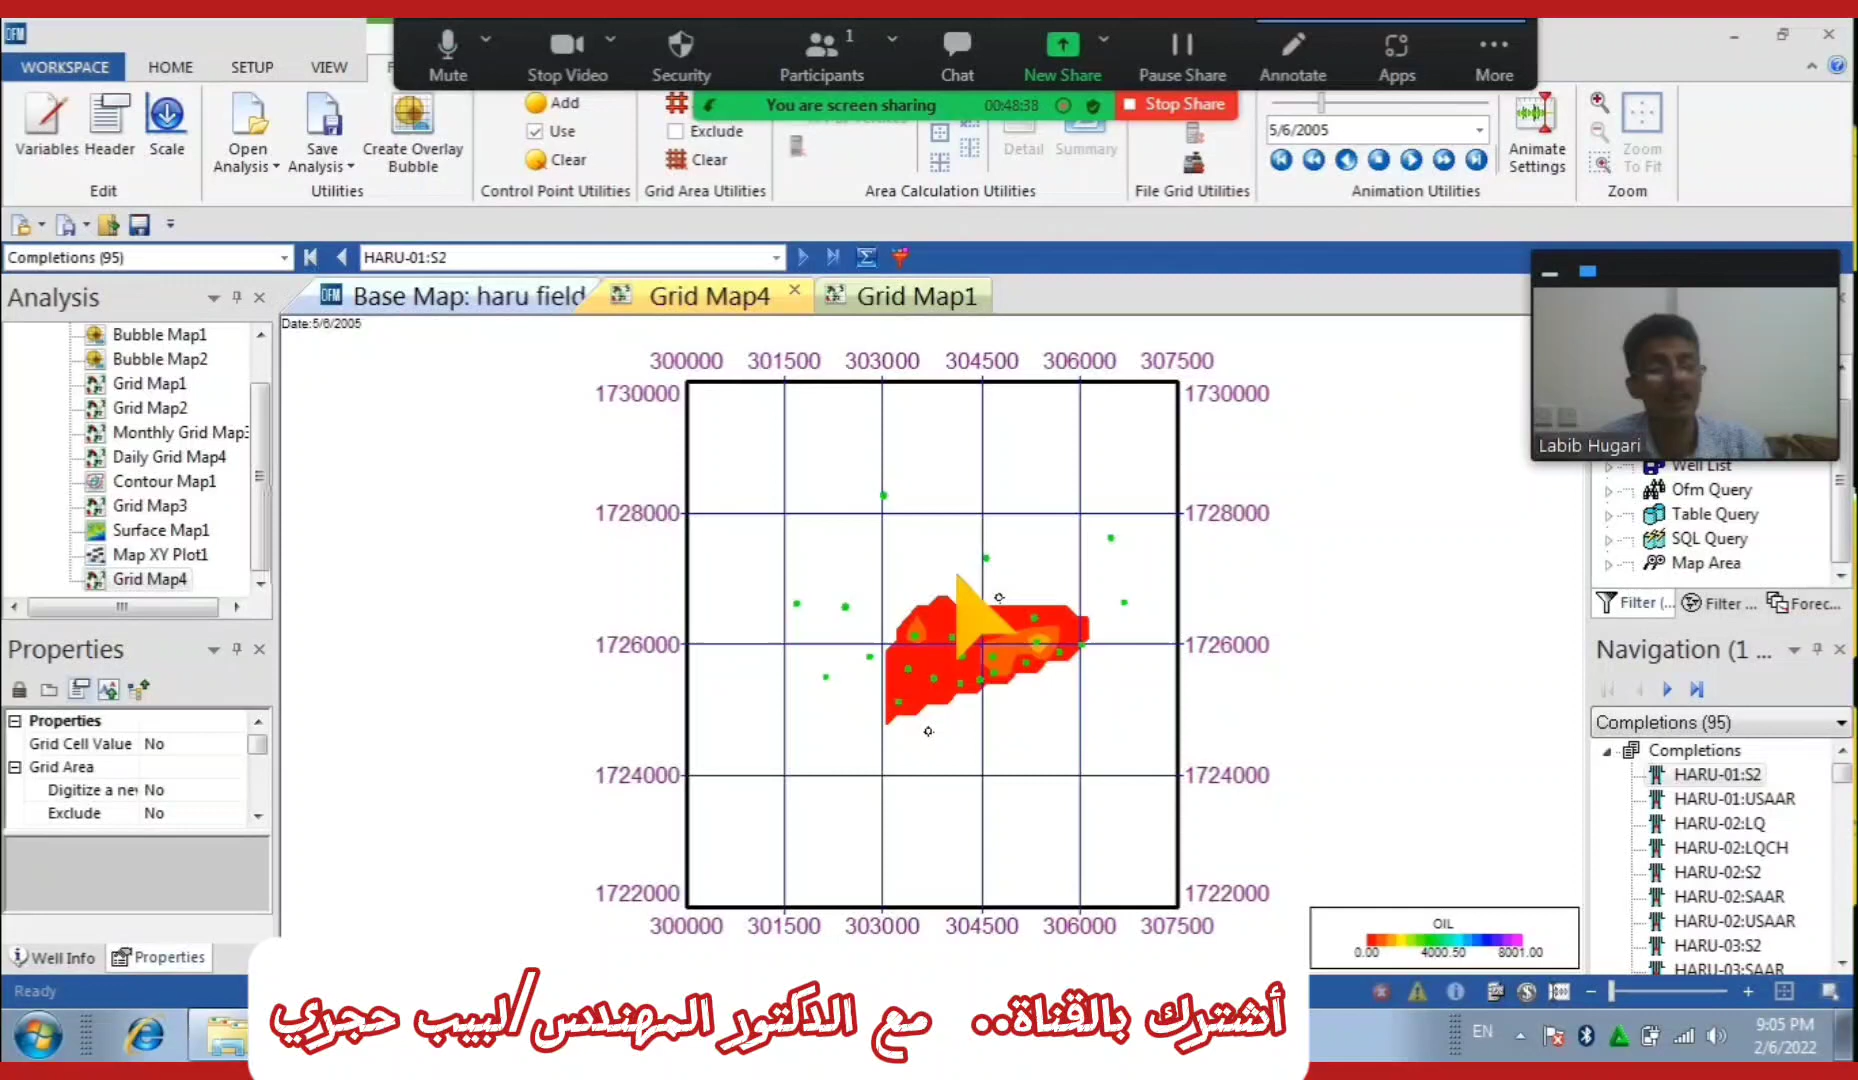 OFM
WORKSPACE HOME SETUP VIEW
Mute Stop Video Security Participants 1 Chat New Share Pause Share Annotate Apps More
You are screen sharing 00:48:38 Stop Share
Variables Header Scale
Edit
Open Analysis Save Analysis Create Overlay Bubble
Utilities
Add
Use
Clear
Control Point Utilities
Exclude
Clear
Grid Area Utilities
Detail Summary
Area Calculation Utilities
File Grid Utilities
5/6/2005
Animation Utilities
Animate Settings
Zoom To Fit
Zoom
Completions (95) HARU-01:S2
Analysis
Base Map: haru field Grid Map4 Grid Map1
Date:5/6/2005
Bubble Map1
Bubble Map2
Grid Map1
Grid Map2
Monthly Grid Map3
Daily Grid Map4
Contour Map1
Grid Map3
Surface Map1
Map XY Plot1
Grid Map4
Properties
Properties
Grid Cell Value No
Grid Area
Digitize a nev No
Exclude No
Well Info Properties
Ready
300000 301500 303000 304500 306000 307500
1730000 1730000
1728000 1728000
1726000 1726000
1724000 1724000
1722000 1722000
300000 301500 303000 304500 306000 307500
OIL
0.00 4000.50 8001.00
Labib Hugari
Well List
Ofm Query
Table Query
SQL Query
Map Area
Filter (... Filter ... Forec...
Navigation (1 ...
Completions (95)
Completions
HARU-01:S2
HARU-01:USAAR
HARU-02:LQ
HARU-02:LQCH
HARU-02:S2
HARU-02:SAAR
HARU-02:USAAR
HARU-03:S2
HARU-03:SAAR
أشترك بالقناة.. مع الدكتور المهندس/لبيب حجري
EN
9:05 PM
2/6/2022